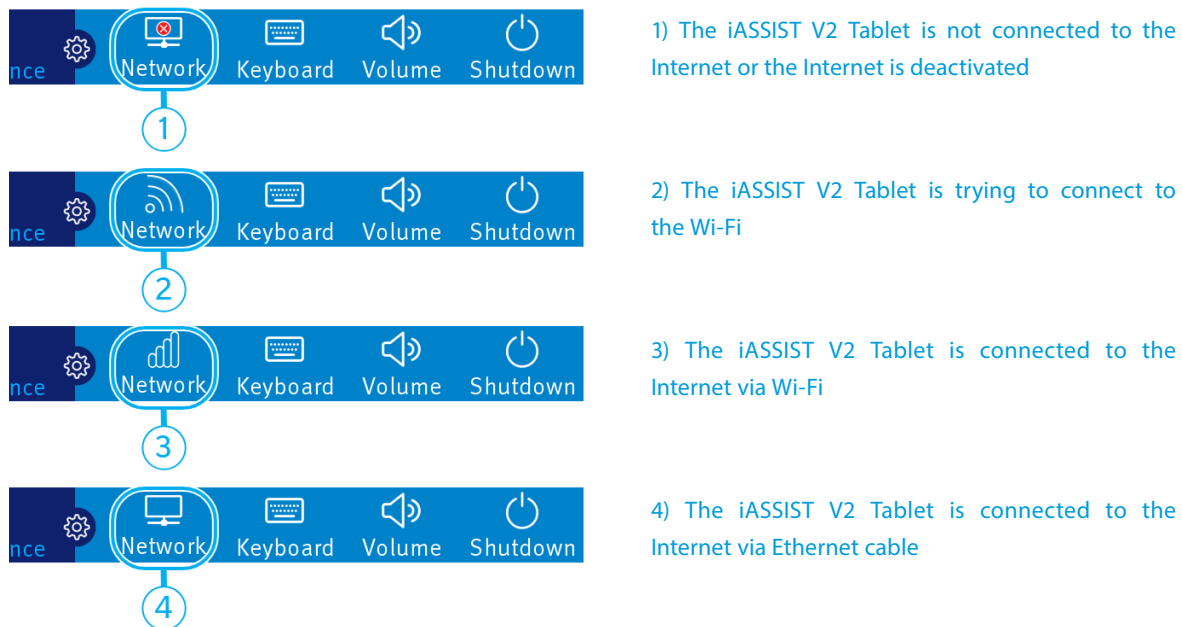 nce Network Keyboard Volume Shutdown
1
1) The iASSIST V2 Tablet is not connected to the
Internet or the Internet is deactivated
nce Network Keyboard Volume Shutdown
2
2) The iASSIST V2 Tablet is trying to connect to
the Wi-Fi
nce Network Keyboard Volume Shutdown
3
3) The iASSIST V2 Tablet is connected to the
Internet via Wi-Fi
nce Network Keyboard Volume Shutdown
4
4) The iASSIST V2 Tablet is connected to the
Internet via Ethernet cable